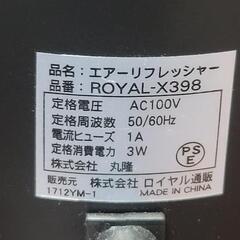 品名：エアーリフレッシャー
品番：ROYAL-X398
定格電圧 AC100V
定格周波数 50/60Hz
電流ヒューズ 1A
定格消費電力 3W
株式会社 丸隆
PSE
販売元 株式会社 ロイヤル通販
1712YM-1 MADE IN CHINA